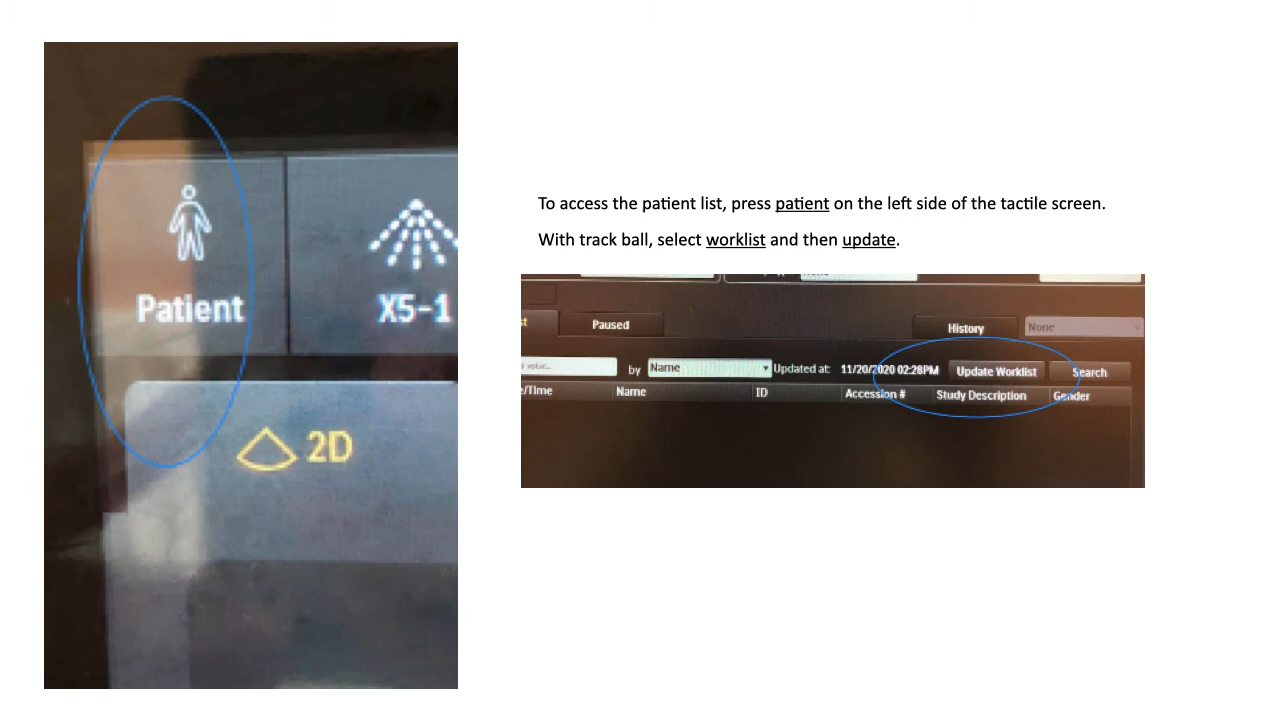 Patient
X5-1
2D
To access the patient list, press patient on the left side of the tactile screen.
With track ball, select worklist and then update.
Paused
History
None
by Name Updated at: 11/20/2020 02:28PM Update Worklist Search
Name ID Accession # Study Description Gender